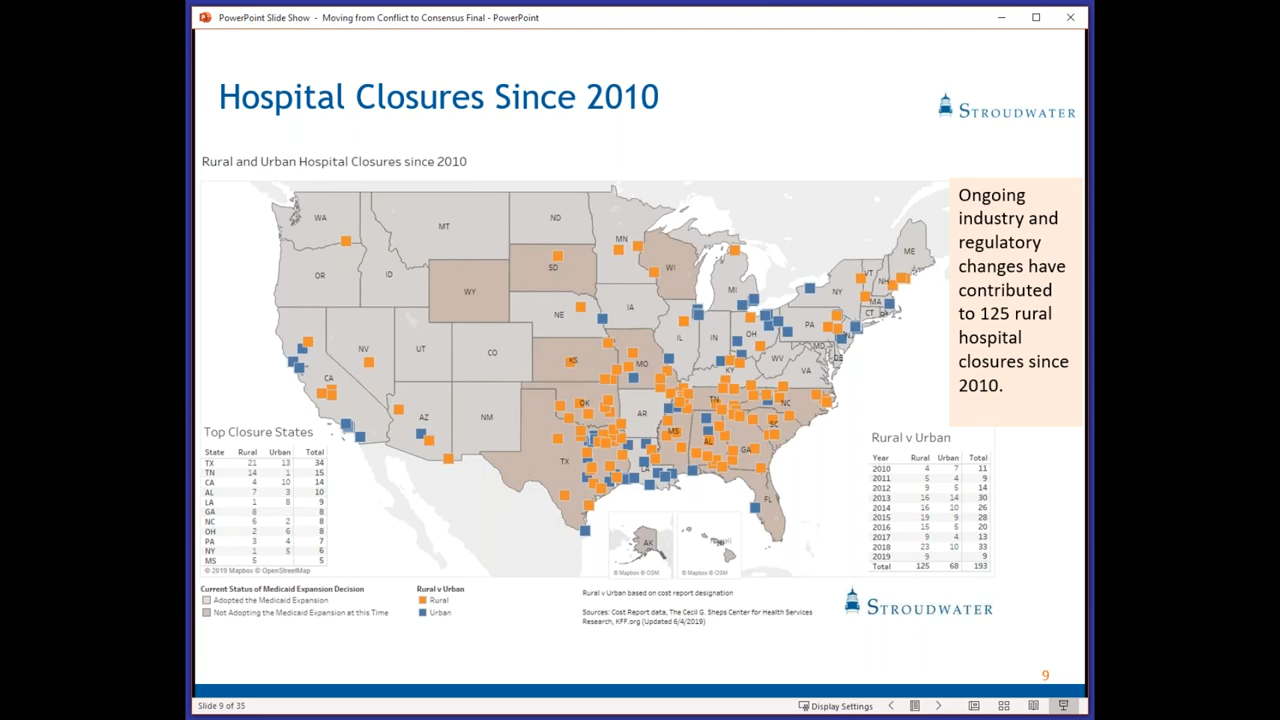 PowerPoint Slide Show - Moving from Conflict to Consensus Final - PowerPoint
Hospital Closures Since 2010
STROUDWATER
Rural and Urban Hospital Closures since 2010
Ongoing
industry and
regulatory
changes have
contributed
to 125 rural
hospital
closures since
2010.
WA
MT
ND
MN
ME
OR
ID
SD
WI
VT
NH
WY
MI
NY
MA
CT
NE
IA
PA
NJ
NV
UT
CO
KS
MO
IL
IN
OH
MD
DE
WV
VA
KY
CA
AZ
NM
OK
AR
TN
NC
SC
MS
AL
GA
TX
LA
FL
AK
© Mapbox © OSM
© Mapbox © OSM
Top Closure States
State Rural Urban Total
TX 21 13 34
TN 14 1 15
CA 4 10 14
AL 7 3 10
LA 1 8 9
GA 8 8
NC 6 2 8
OH 2 6 8
PA 3 4 7
NY 1 5 6
MS 5 5
© 2019 Mapbox © OpenStreetMap
Rural v Urban
Year Rural Urban Total
2010 4 7 11
2011 5 4 9
2012 9 5 14
2013 16 14 30
2014 16 10 26
2015 19 9 28
2016 15 5 20
2017 9 4 13
2018 23 10 33
2019 9 9
Total 125 68 193
Current Status of Medicaid Expansion Decision
Adopted the Medicaid Expansion
Not Adopting the Medicaid Expansion at this Time
Rural v Urban
Rural
Urban
Rural v Urban based on cost report designation
Sources: Cost Report data, The Cecil G. Sheps Center for Health Services
Research, KFF.org (Updated 6/4/2019)
STROUDWATER
9
Slide 9 of 35
Display Settings